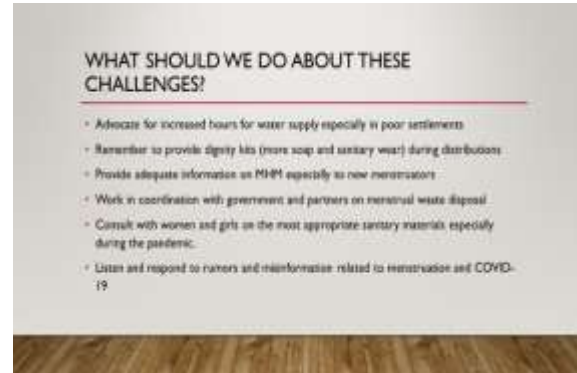 WHAT SHOULD WE DO ABOUT THESE
CHALLENGES?
• Advocate for increased hours for water supply especially in poor settlements
• Remember to provide dignity kits (more soap and sanitary wear) during distributions
• Provide adequate information on MHM especially to new menstruators
• Work in coordination with government and partners on menstrual waste disposal
• Consult with women and girls on the most appropriate sanitary materials especially
during the pandemic.
• Listen and respond to rumors and misinformation related to menstruation and COVID-
19